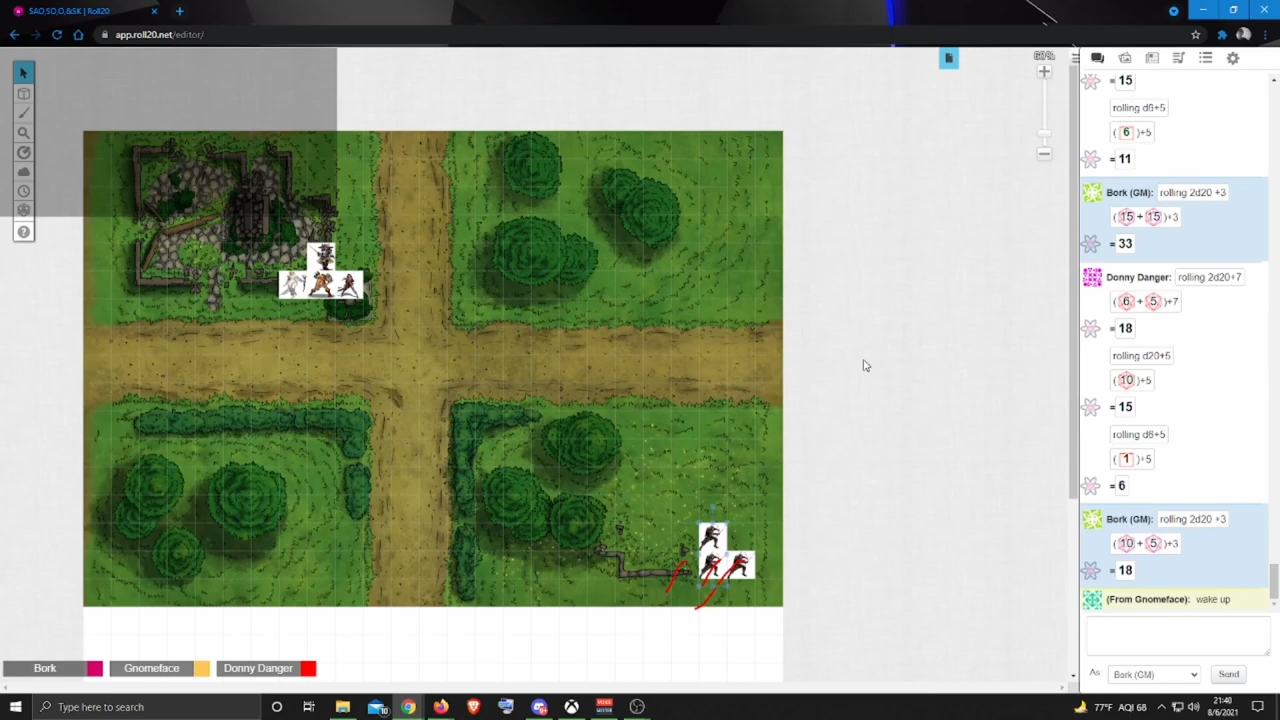 SAO,SO,O,&SK | Roll20
app.roll20.net/editor/
= 15
rolling d6+5
( 6 )+5
= 11
Bork (GM): rolling 2d20 +3
( 15 + 15 )+3
= 33
Donny Danger: rolling 2d20+7
( 6 + 5 )+7
= 18
rolling d20+5
( 10 )+5
= 15
rolling d6+5
( 1 )+5
= 6
Bork (GM): rolling 2d20 +3
( 10 + 5 )+3
= 18
(From Gnomeface): wake up
As: Bork (GM) Send
Bork Gnomeface Donny Danger
Type here to search
10
77°F AQI 68
21:40
8/6/2021